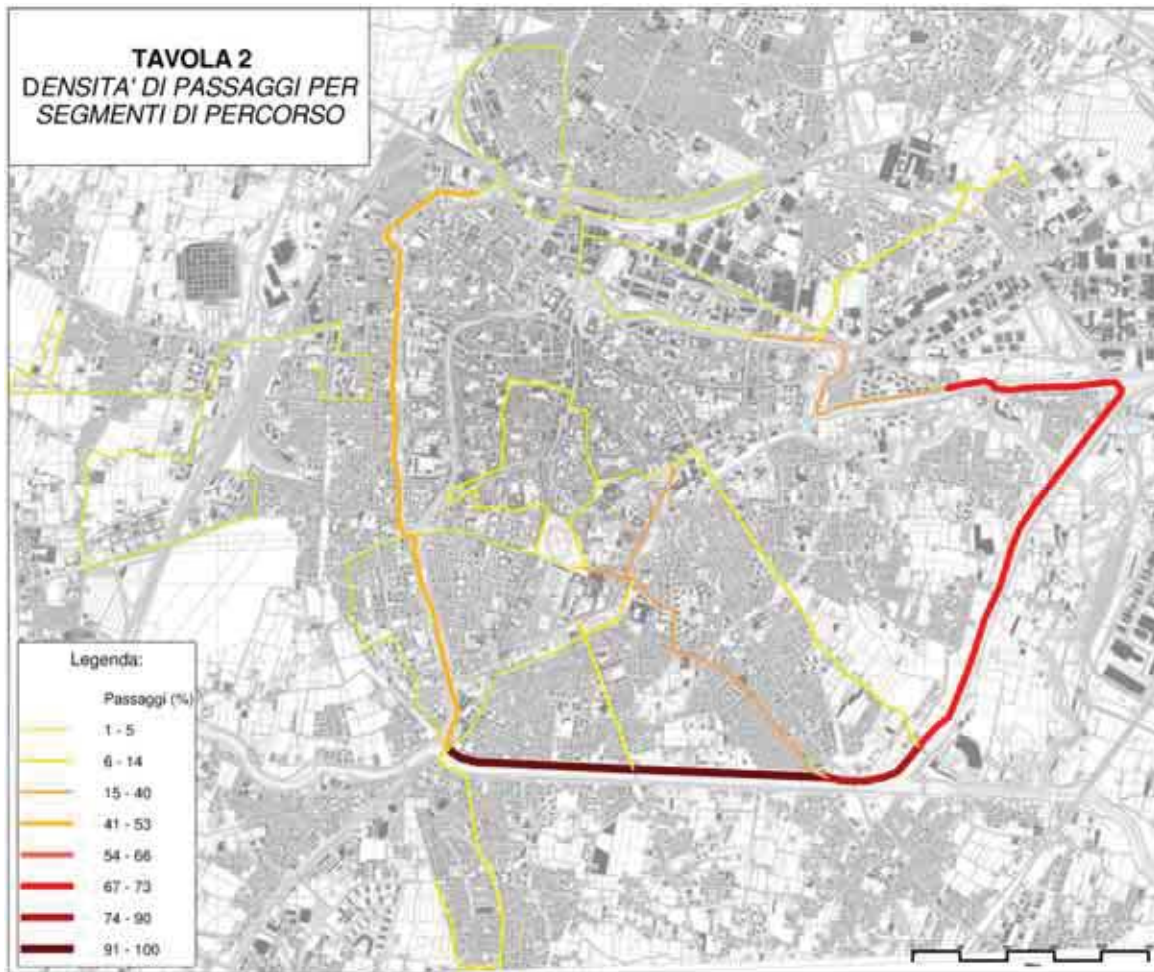 TAVOLA 2
DENSITA' DI PASSAGGI PER
SEGMENTI DI PERCORSO
Legenda:
Passaggi (%)
1 - 5
6 - 14
15 - 40
41 - 53
54 - 66
67 - 73
74 - 90
91 - 100